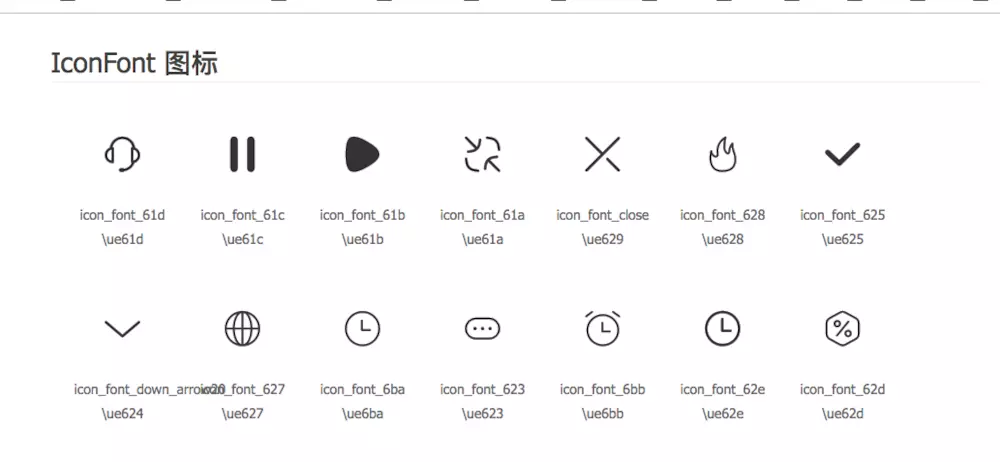 IconFont 图标
icon_font_61d icon_font_61c icon_font_61b icon_font_61a icon_font_close icon_font_628 icon_font_625
\ue61d \ue61c \ue61b \ue61a \ue629 \ue628 \ue625
icon_font_down_arrow20 icon_font_627 icon_font_6ba icon_font_623 icon_font_6bb icon_font_62e icon_font_62d
\ue624 \ue627 \ue6ba \ue623 \ue6bb \ue62e \ue62d